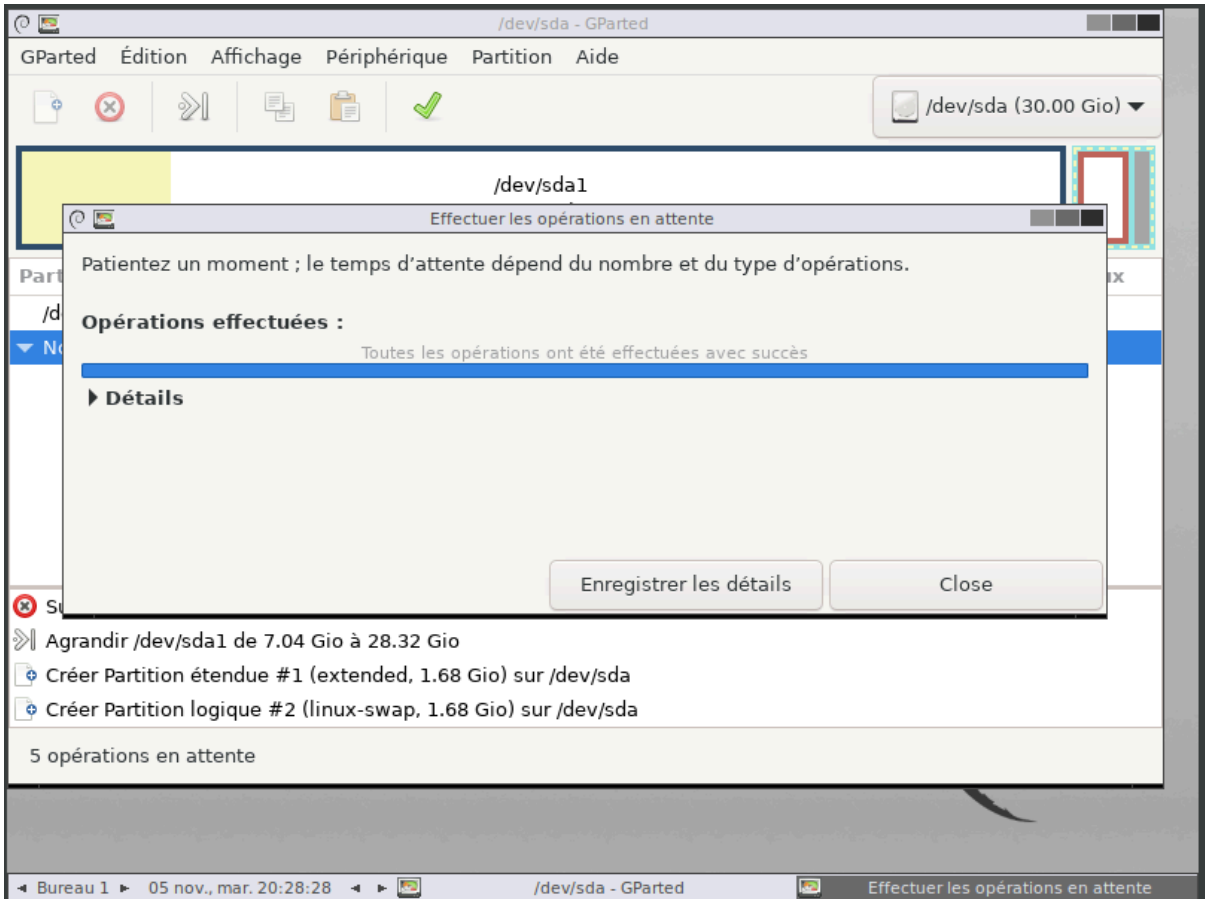 /dev/sda - GParted
GParted Édition Affichage Périphérique Partition Aide
/dev/sda (30.00 Gio)
/dev/sda1
Effectuer les opérations en attente
Patientez un moment ; le temps d’attente dépend du nombre et du type d’opérations.
Opérations effectuées :
Toutes les opérations ont été effectuées avec succès
Détails
Enregistrer les détails Close
Agrandir /dev/sda1 de 7.04 Gio à 28.32 Gio
Créer Partition étendue #1 (extended, 1.68 Gio) sur /dev/sda
Créer Partition logique #2 (linux-swap, 1.68 Gio) sur /dev/sda
5 opérations en attente
Bureau 1 05 nov., mar. 20:28:28 /dev/sda - GParted Effectuer les opérations en attente